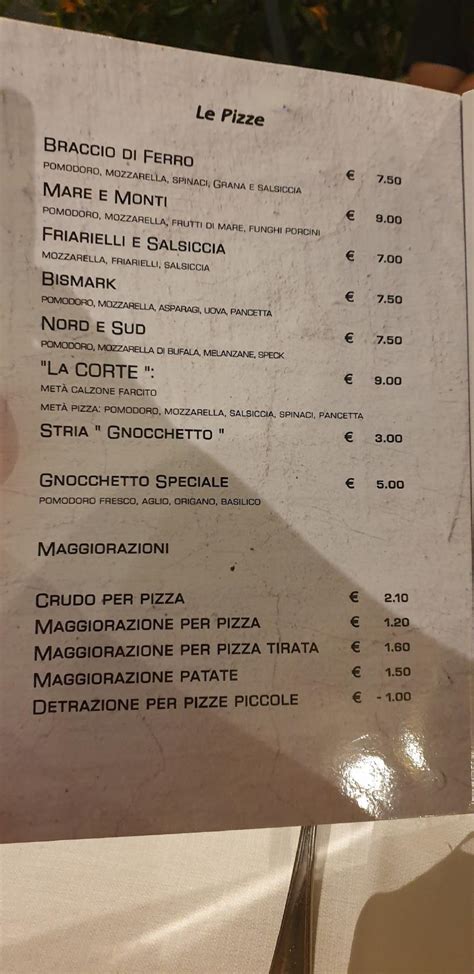 Le Pizze
Braccio di Ferro € 7.50
pomodoro, mozzarella, spinaci, Grana e salsiccia
Mare e Monti € 9.00
pomodoro, mozzarella, frutti di mare, funghi porcini
Friarielli e Salsiccia € 7.00
mozzarella, friarielli, salsiccia
Bismark € 7.50
pomodoro, mozzarella, asparagi, uova, pancetta
Nord e Sud € 7.50
pomodoro, mozzarella di bufala, melanzane, speck
"La CORTE ": € 9.00
metà calzone farcito
metà pizza: pomodoro, mozzarella, salsiccia, spinaci, pancetta
Stria " Gnocchetto " € 3.00
Gnocchetto Speciale € 5.00
pomodoro fresco, aglio, origano, basilico
Maggiorazioni
Crudo per pizza € 2.10
Maggiorazione per pizza € 1.20
Maggiorazione per pizza tirata € 1.60
Maggiorazione patate € 1.50
Detrazione per pizze piccole € - 1.00